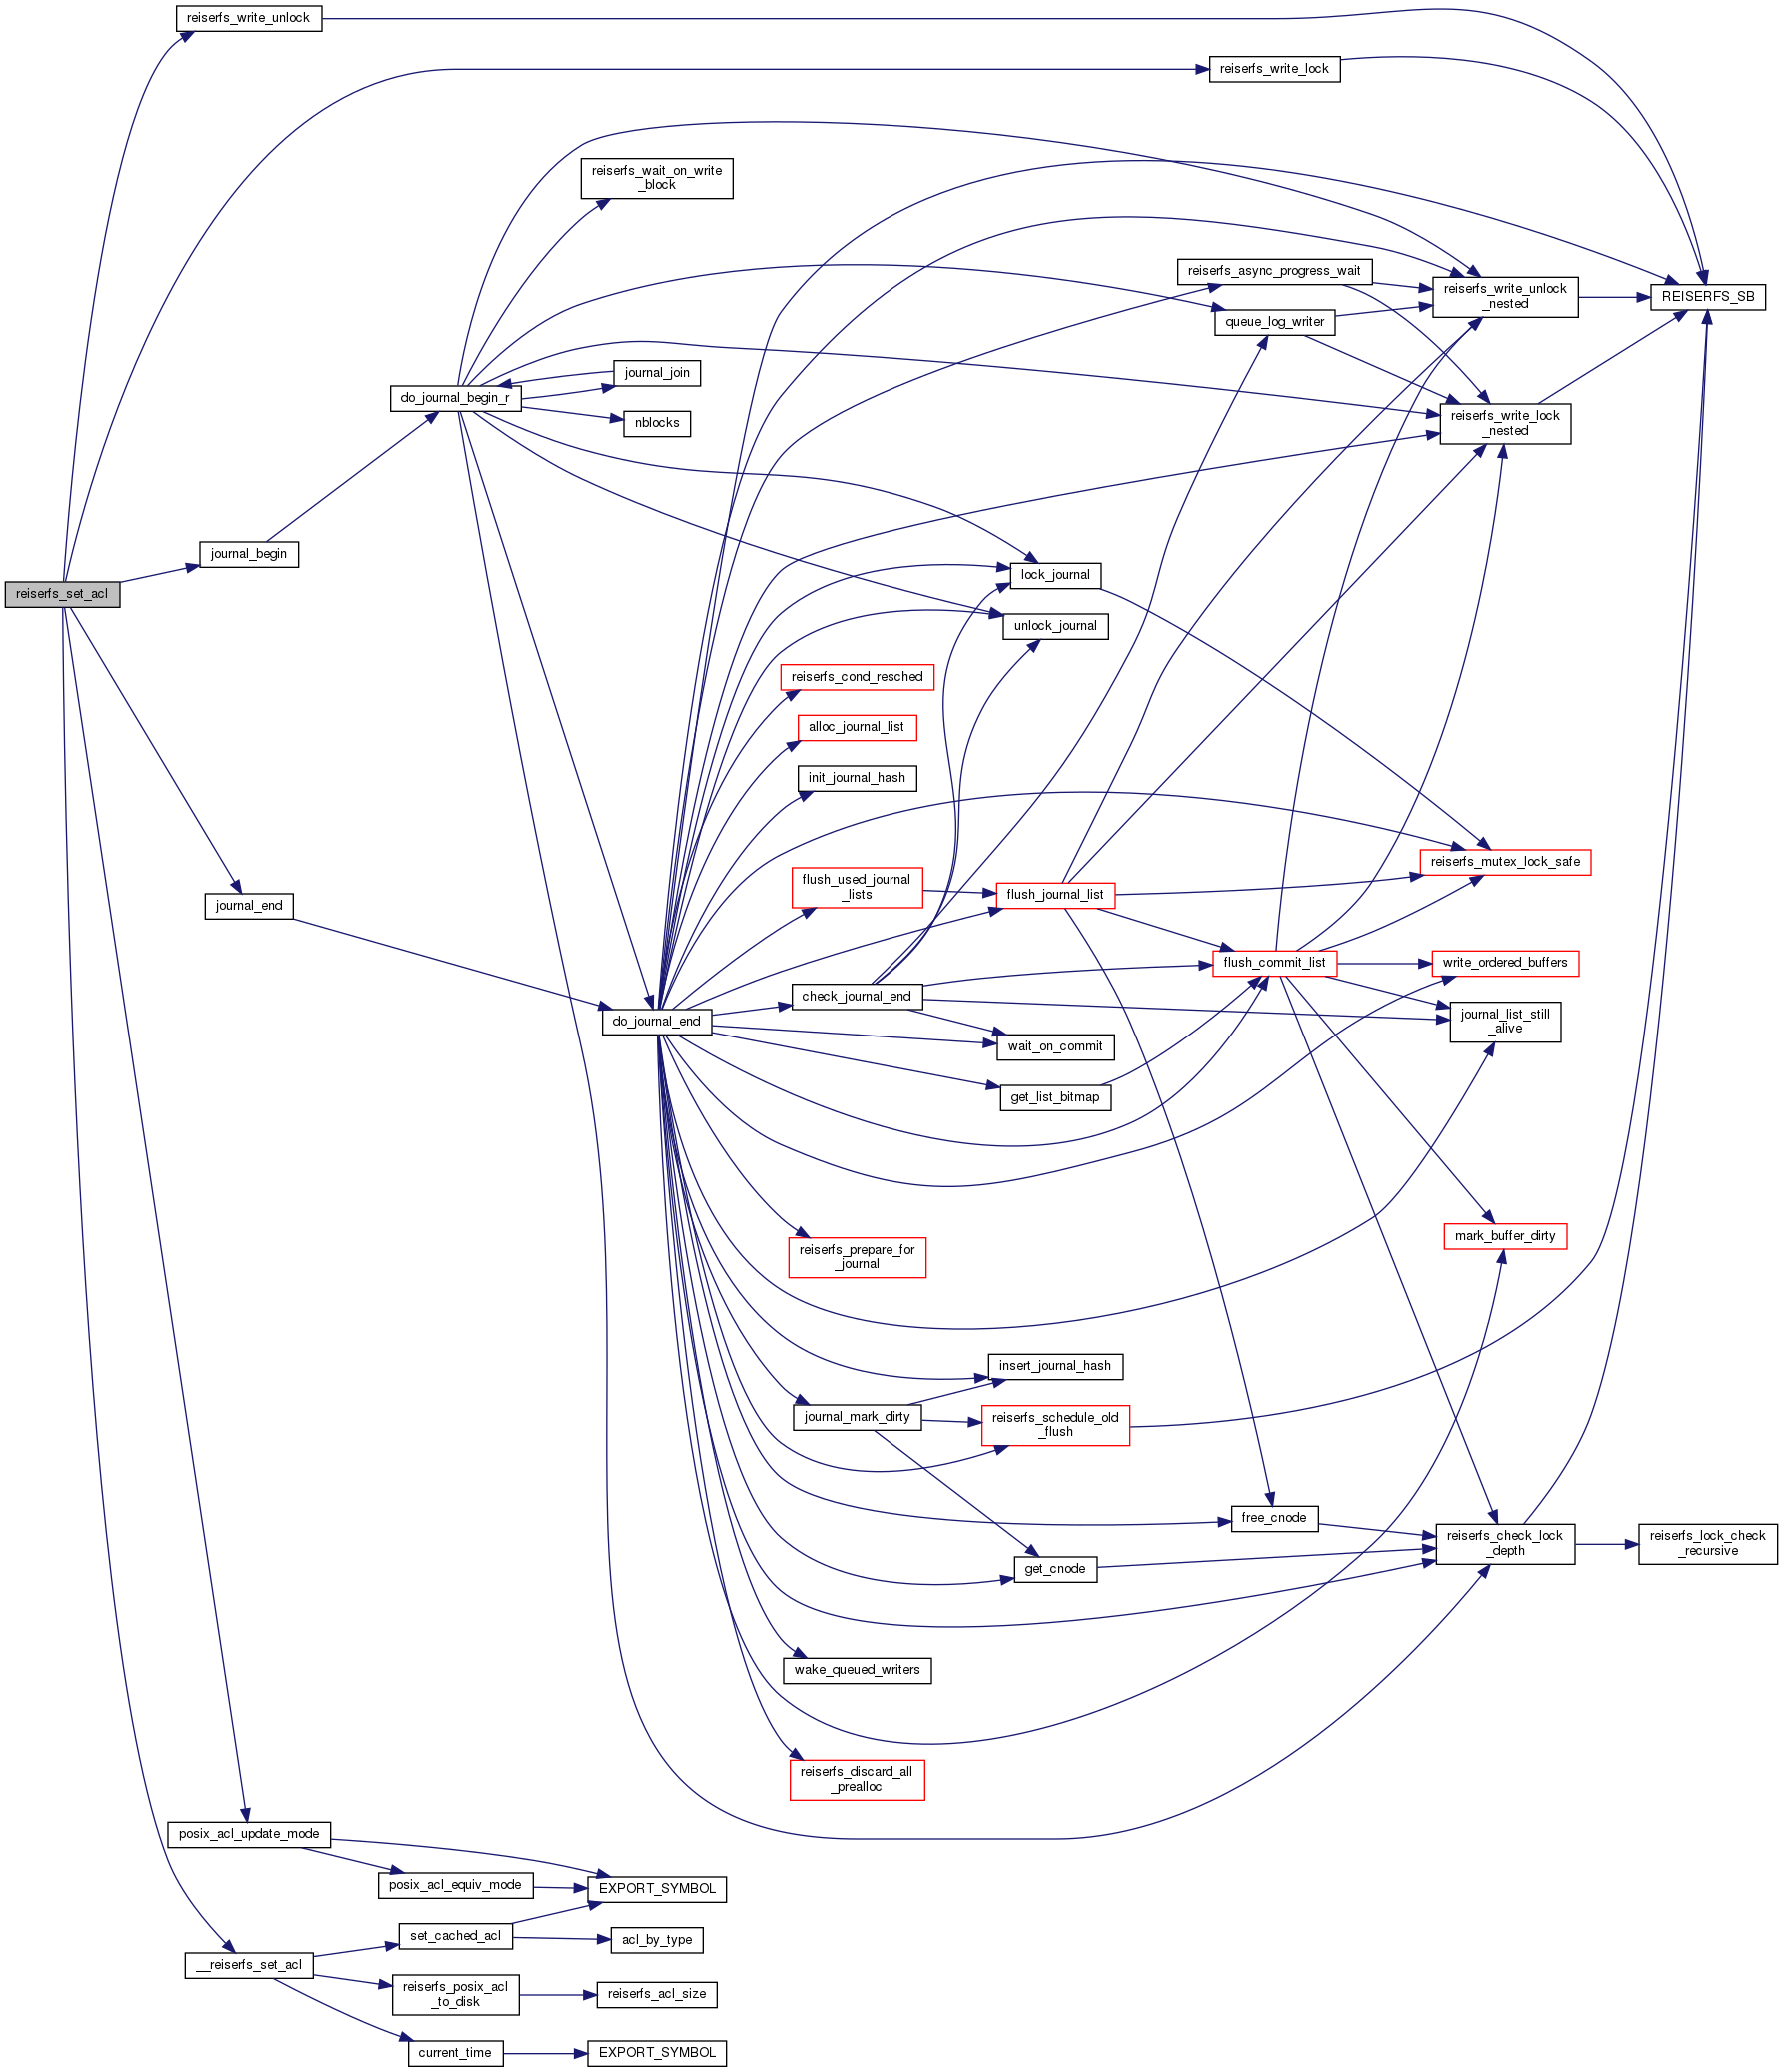 reiserfs_write_unlock
reiserfs_write_lock
reiserfs_wait_on_write
_block
reiserfs_async_progress_wait
reiserfs_write_unlock
_nested
REISERFS_SB
queue_log_writer
journal_join
do_journal_begin_r
nblocks
reiserfs_write_lock
_nested
journal_begin
lock_journal
reiserfs_set_acl
unlock_journal
reiserfs_cond_resched
alloc_journal_list
init_journal_hash
reiserfs_mutex_lock_safe
flush_used_journal
_lists
flush_journal_list
journal_end
flush_commit_list
write_ordered_buffers
check_journal_end
do_journal_end
journal_list_still
_alive
wait_on_commit
get_list_bitmap
mark_buffer_dirty
reiserfs_prepare_for
_journal
insert_journal_hash
journal_mark_dirty
reiserfs_schedule_old
_flush
free_cnode
reiserfs_check_lock
_depth
reiserfs_lock_check
_recursive
get_cnode
wake_queued_writers
reiserfs_discard_all
_prealloc
posix_acl_update_mode
posix_acl_equiv_mode
EXPORT_SYMBOL
set_cached_acl
acl_by_type
__reiserfs_set_acl
reiserfs_posix_acl
_to_disk
reiserfs_acl_size
current_time
EXPORT_SYMBOL